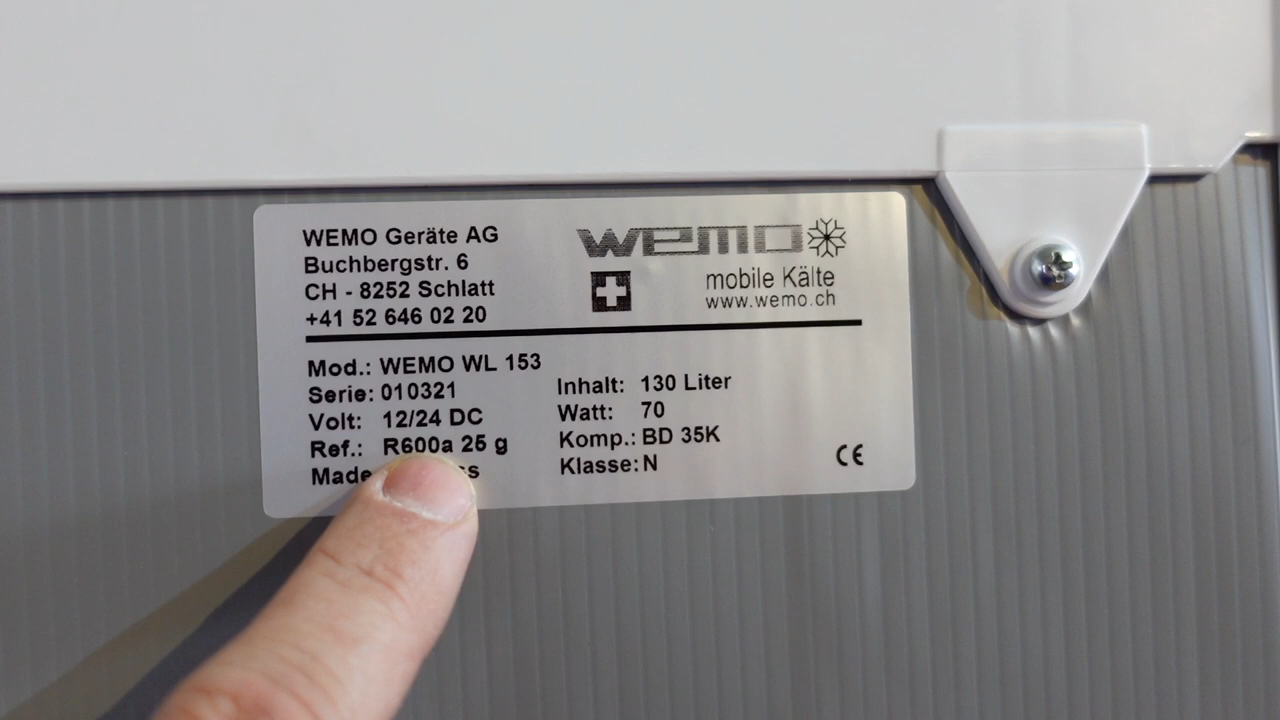 WEMO Geräte AG
Buchbergstr. 6
CH - 8252 Schlatt
+41 52 646 02 20
wemo
mobile Kälte
www.wemo.ch
Mod.: WEMO WL 153
Serie: 010321
Volt: 12/24 DC
Ref.: R600a 25 g
Made
Inhalt: 130 Liter
Watt: 70
Komp.: BD 35K
Klasse: N
CE